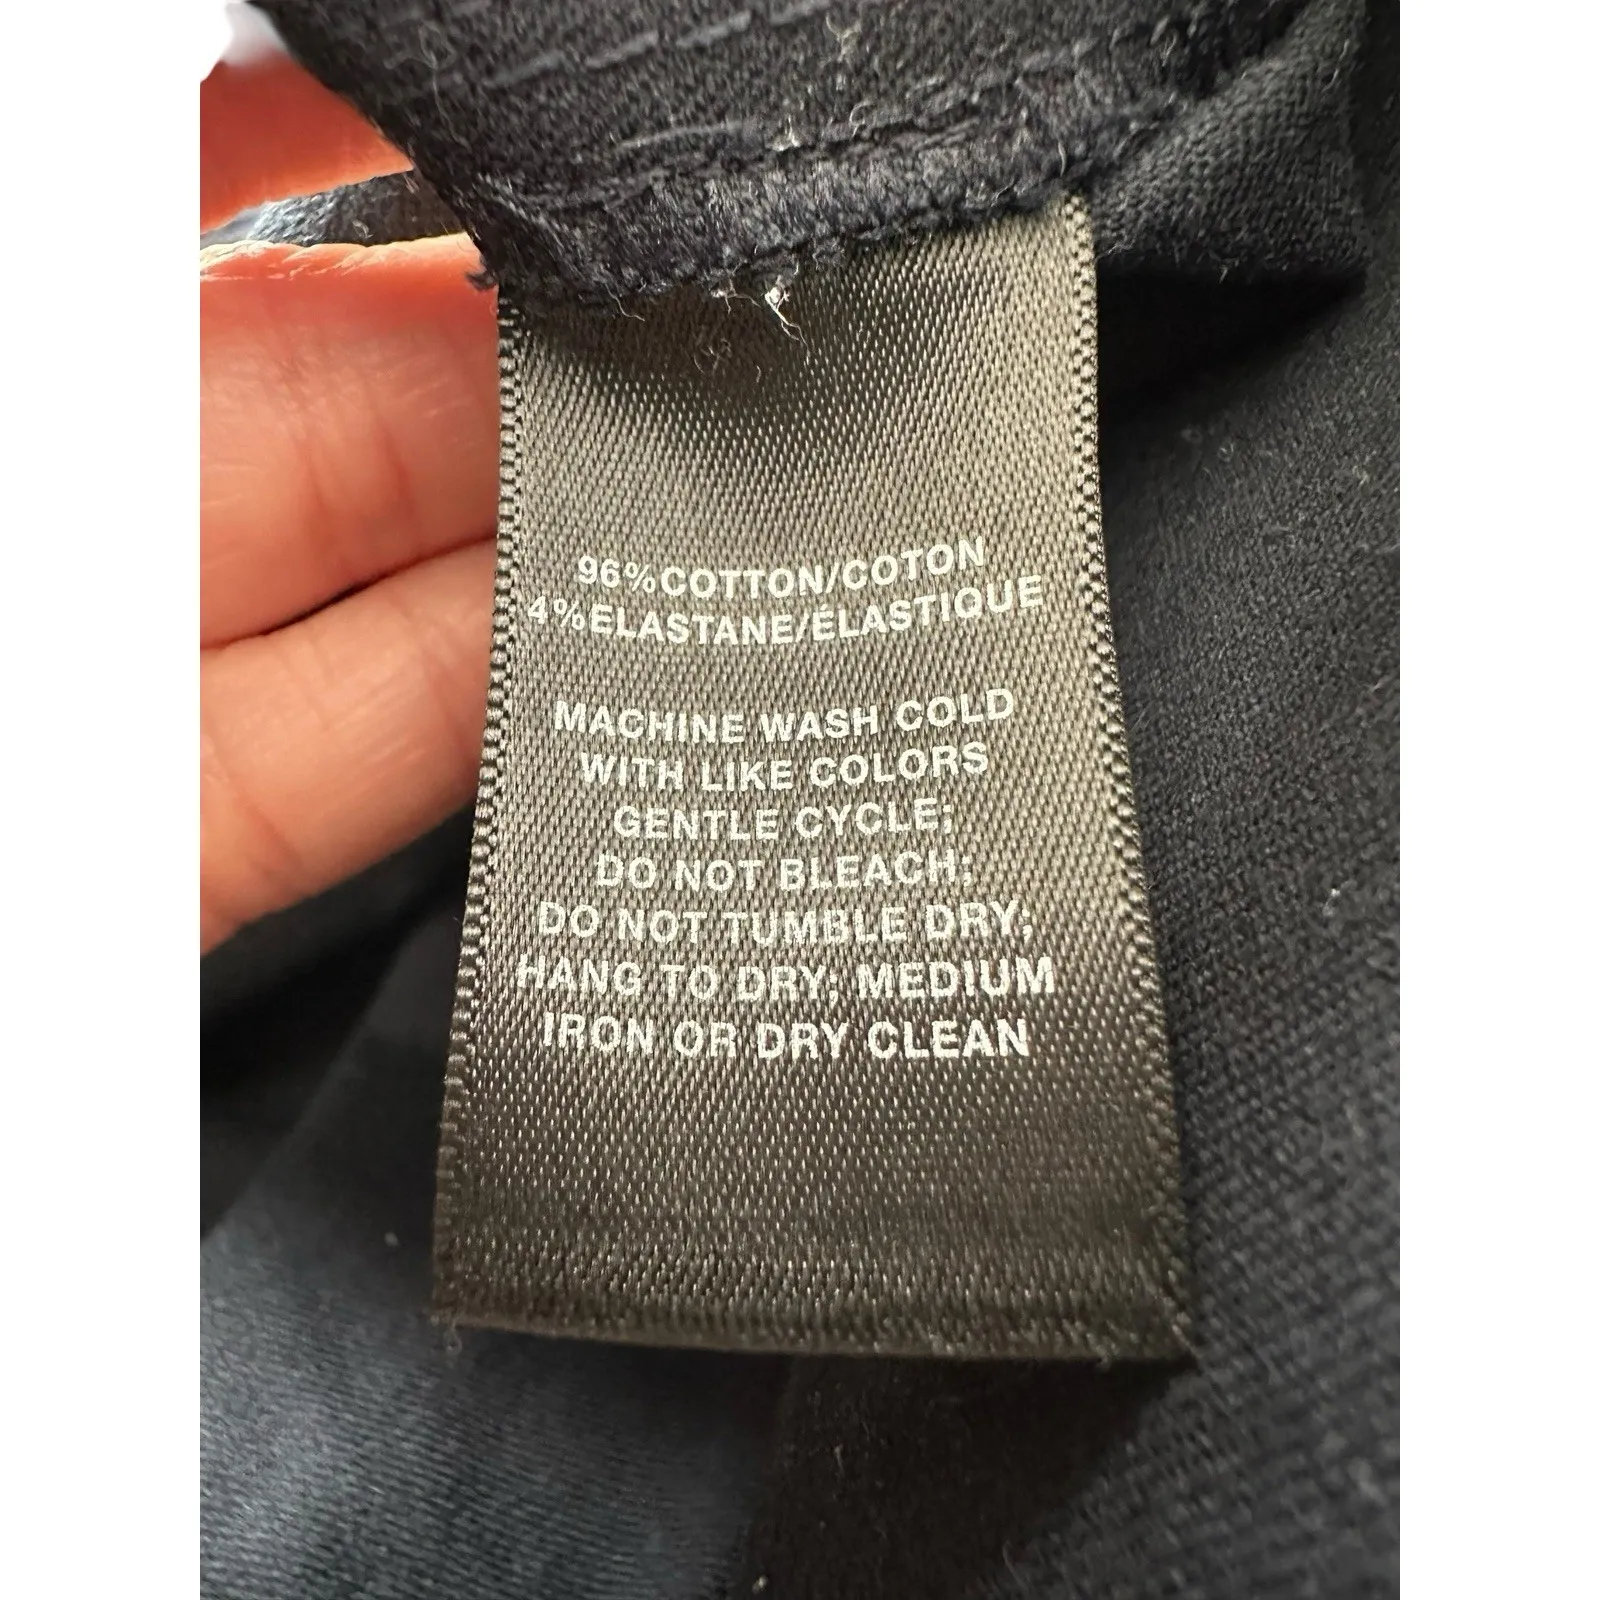 96%COTTON/COTON
4%ELASTANE/ÉLASTIQUE
MACHINE WASH COLD
WITH LIKE COLORS
GENTLE CYCLE;
DO NOT BLEACH;
DO NOT TUMBLE DRY;
HANG TO DRY; MEDIUM
IRON OR DRY CLEAN